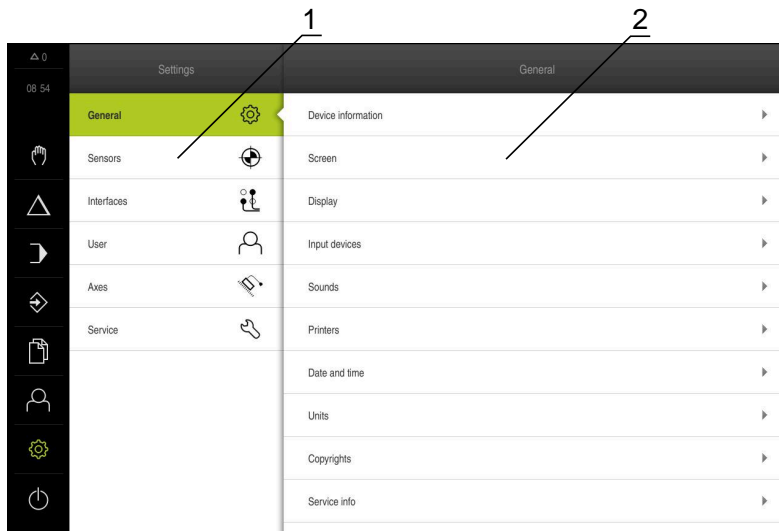 1
2
0
Settings
General
08 54
General
Device information
Sensors
Screen
Interfaces
Display
User
Input devices
Axes
Sounds
Service
Printers
Date and time
Units
Copyrights
Service info